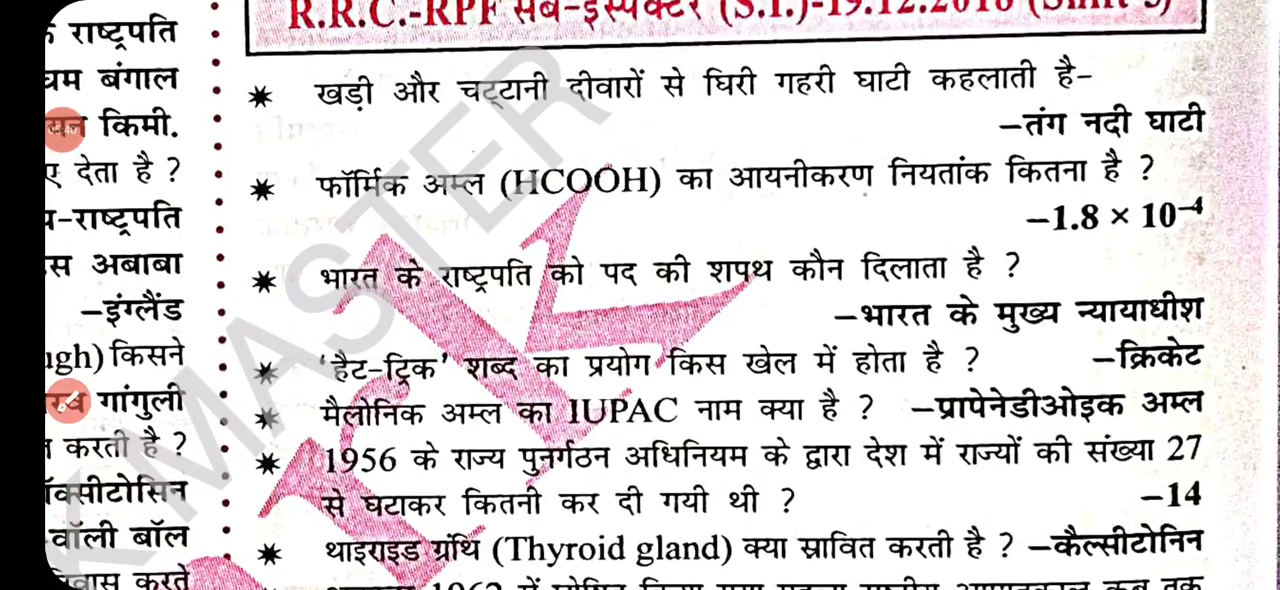 राष्ट्रपति
बंगाल
किमी.
देता है ?
राष्ट्रपति
अबाबा
–इंग्लैंड
किसने
गांगुली
करती है ?
वॉली बॉल
करते
R.R.C.-RPF सब-इंस्पेक्टर (S.I.)-19.12.2018
✷ खड़ी और चट्टानी दीवारों से घिरी गहरी घाटी कहलाती है–
–तंग नदी घाटी
✷ फॉर्मिक अम्ल (HCOOH) का आयनीकरण नियतांक कितना है ?
–1.8 × 10⁻⁴
✷ भारत के राष्ट्रपति को पद की शपथ कौन दिलाता है ?
–भारत के मुख्य न्यायाधीश
✷ 'हैट-ट्रिक' शब्द का प्रयोग किस खेल में होता है ? –क्रिकेट
✷ मैलोनिक अम्ल का IUPAC नाम क्या है ? –प्रापेनेडीओइक अम्ल
✷ 1956 के राज्य पुनर्गठन अधिनियम के द्वारा देश में राज्यों की संख्या 27
से घटाकर कितनी कर दी गयी थी ? –14
✷ थाइराइड ग्रंथि (Thyroid gland) क्या स्रावित करती है ? –कैल्सीटोनिन
K MASTER